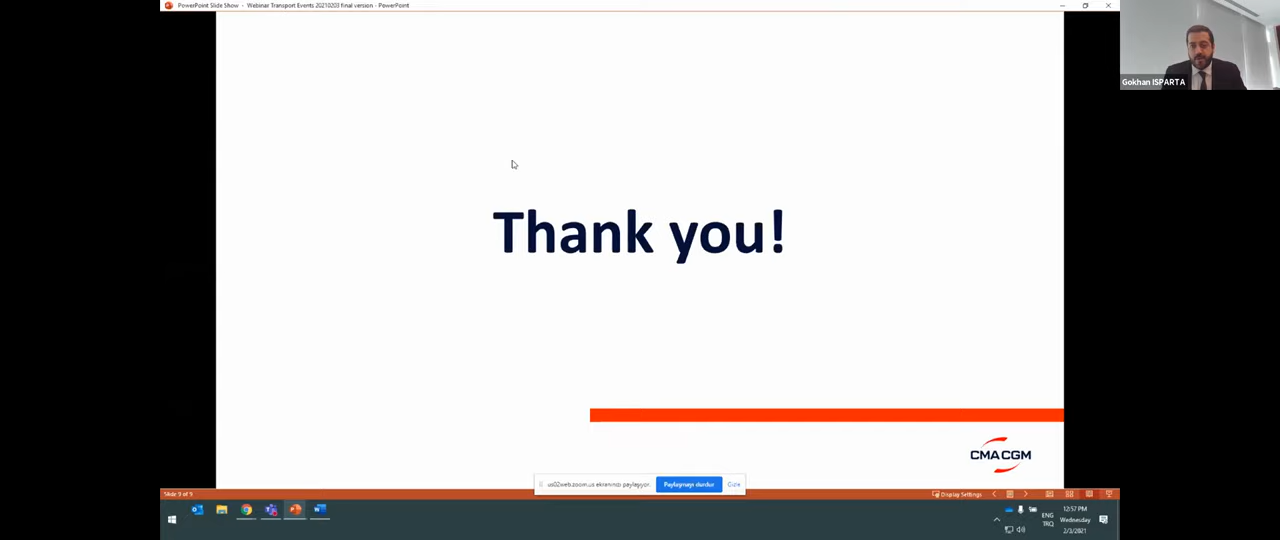 PowerPoint Slide Show - Webinar Transport Events 20210203 final version - PowerPoint
Gokhan ISPARTA
Thank you!
CMA CGM
us02web.zoom.us ekranınızı paylaşıyor.
Paylaşmayı durdur
Gizle
Slide 9 of 9
Display Settings
ENG
TRQ
12:57 PM
Wednesday
2/3/2021